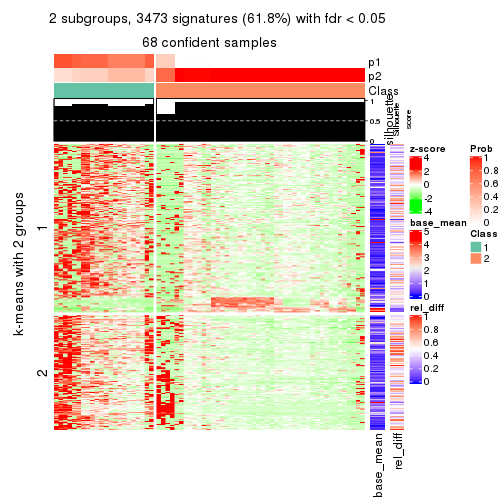 2 subgroups, 3473 signatures (61.8%) with fdr < 0.05
68 confident samples
p1
p2
Class
1
0.5
0
silhouette
Silhouette
score
k-means with 2 groups
1
2
base_mean
rel_diff
z-score
4
2
0
-2
-4
base_mean
5
4
3
2
1
0
rel_diff
1
0.8
0.6
0.4
0.2
0
Prob
1
0.8
0.6
0.4
0.2
0
Class
1
2